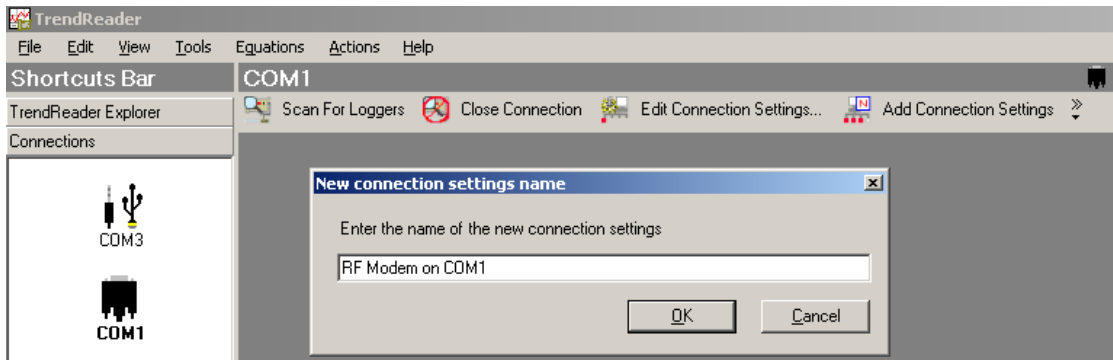 TrendReader
File Edit View Tools Equations Actions Help
Shortcuts Bar
COM1
TrendReader Explorer
Scan For Loggers Close Connection Edit Connection Settings... N Add Connection Settings »
Connections
New connection settings name
Enter the name of the new connection settings
COM3
RF Modem on COM1
OK Cancel
COM1